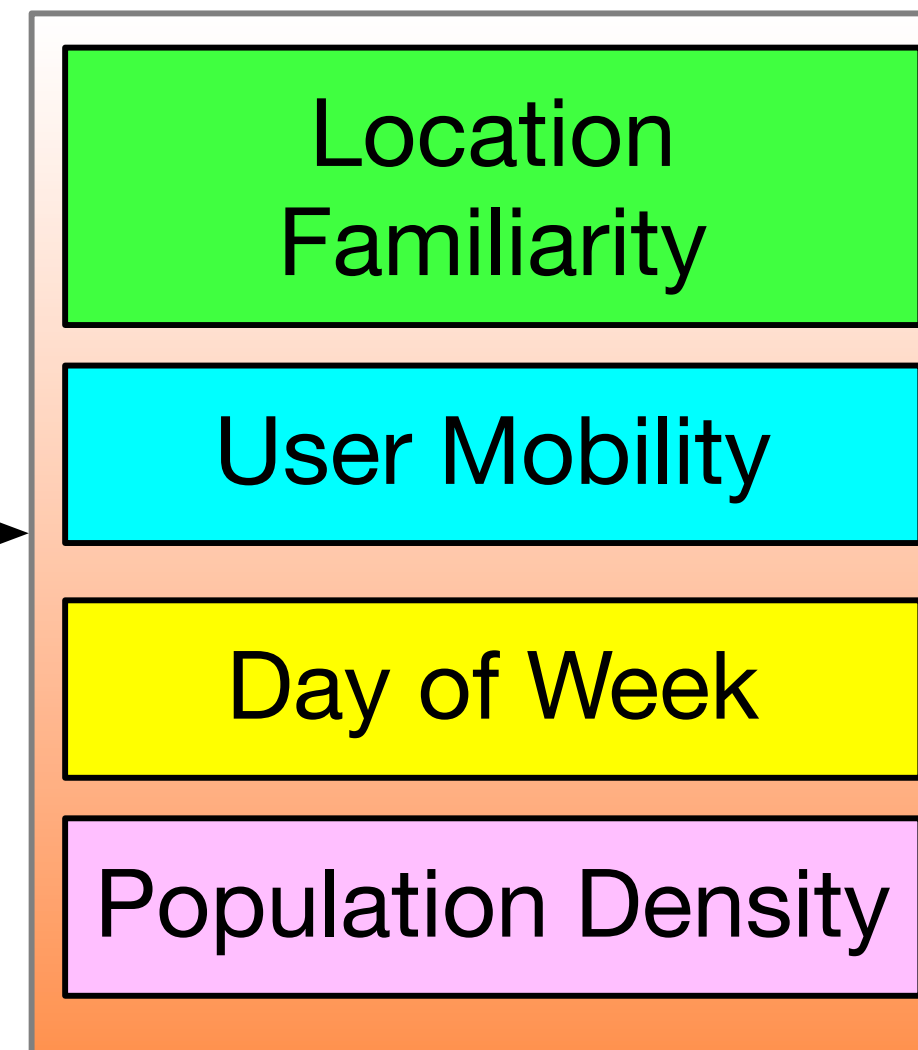 Location
Familiarity
User Mobility
Day of Week
Population Density